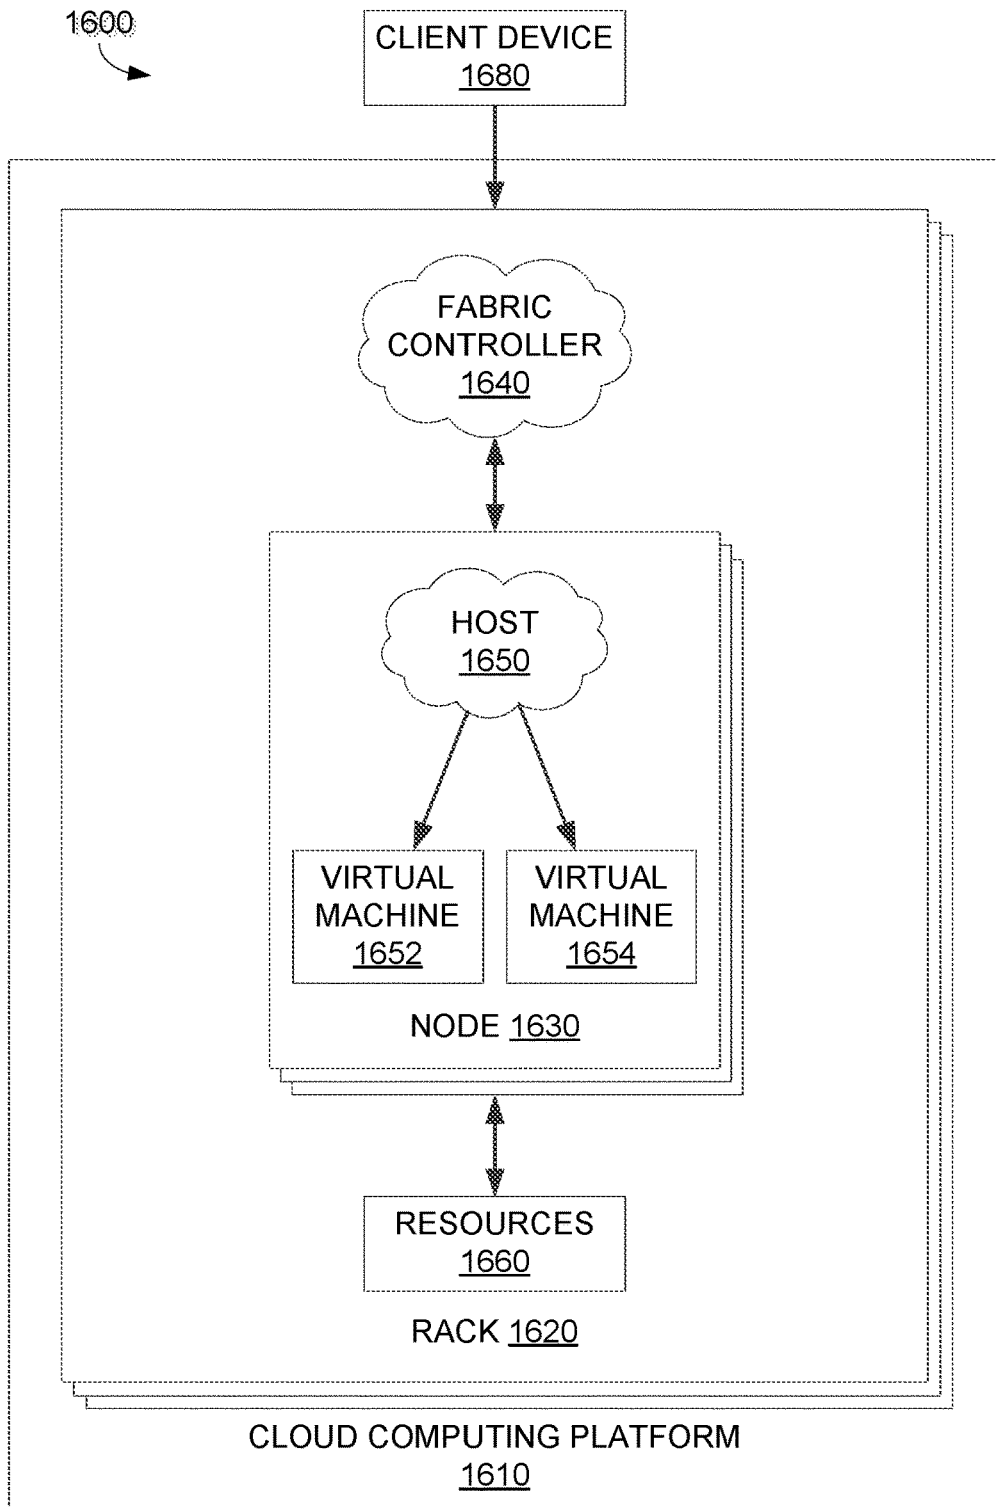 1600
CLIENT DEVICE
1680
FABRIC
CONTROLLER
1640
HOST
1650
VIRTUAL
MACHINE
1652
VIRTUAL
MACHINE
1654
NODE 1630
RESOURCES
1660
RACK 1620
CLOUD COMPUTING PLATFORM
1610